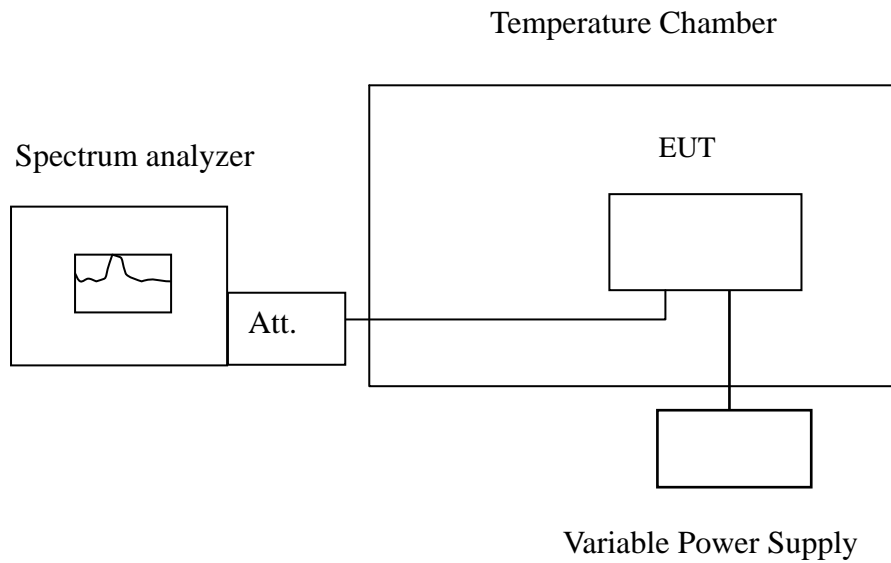 Temperature Chamber
Spectrum analyzer
EUT
Att.
Variable Power Supply